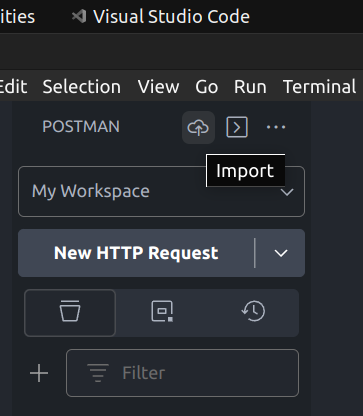 ities Visual Studio Code
Edit Selection View Go Run Terminal
POSTMAN
Import
My Workspace
New HTTP Request
Filter